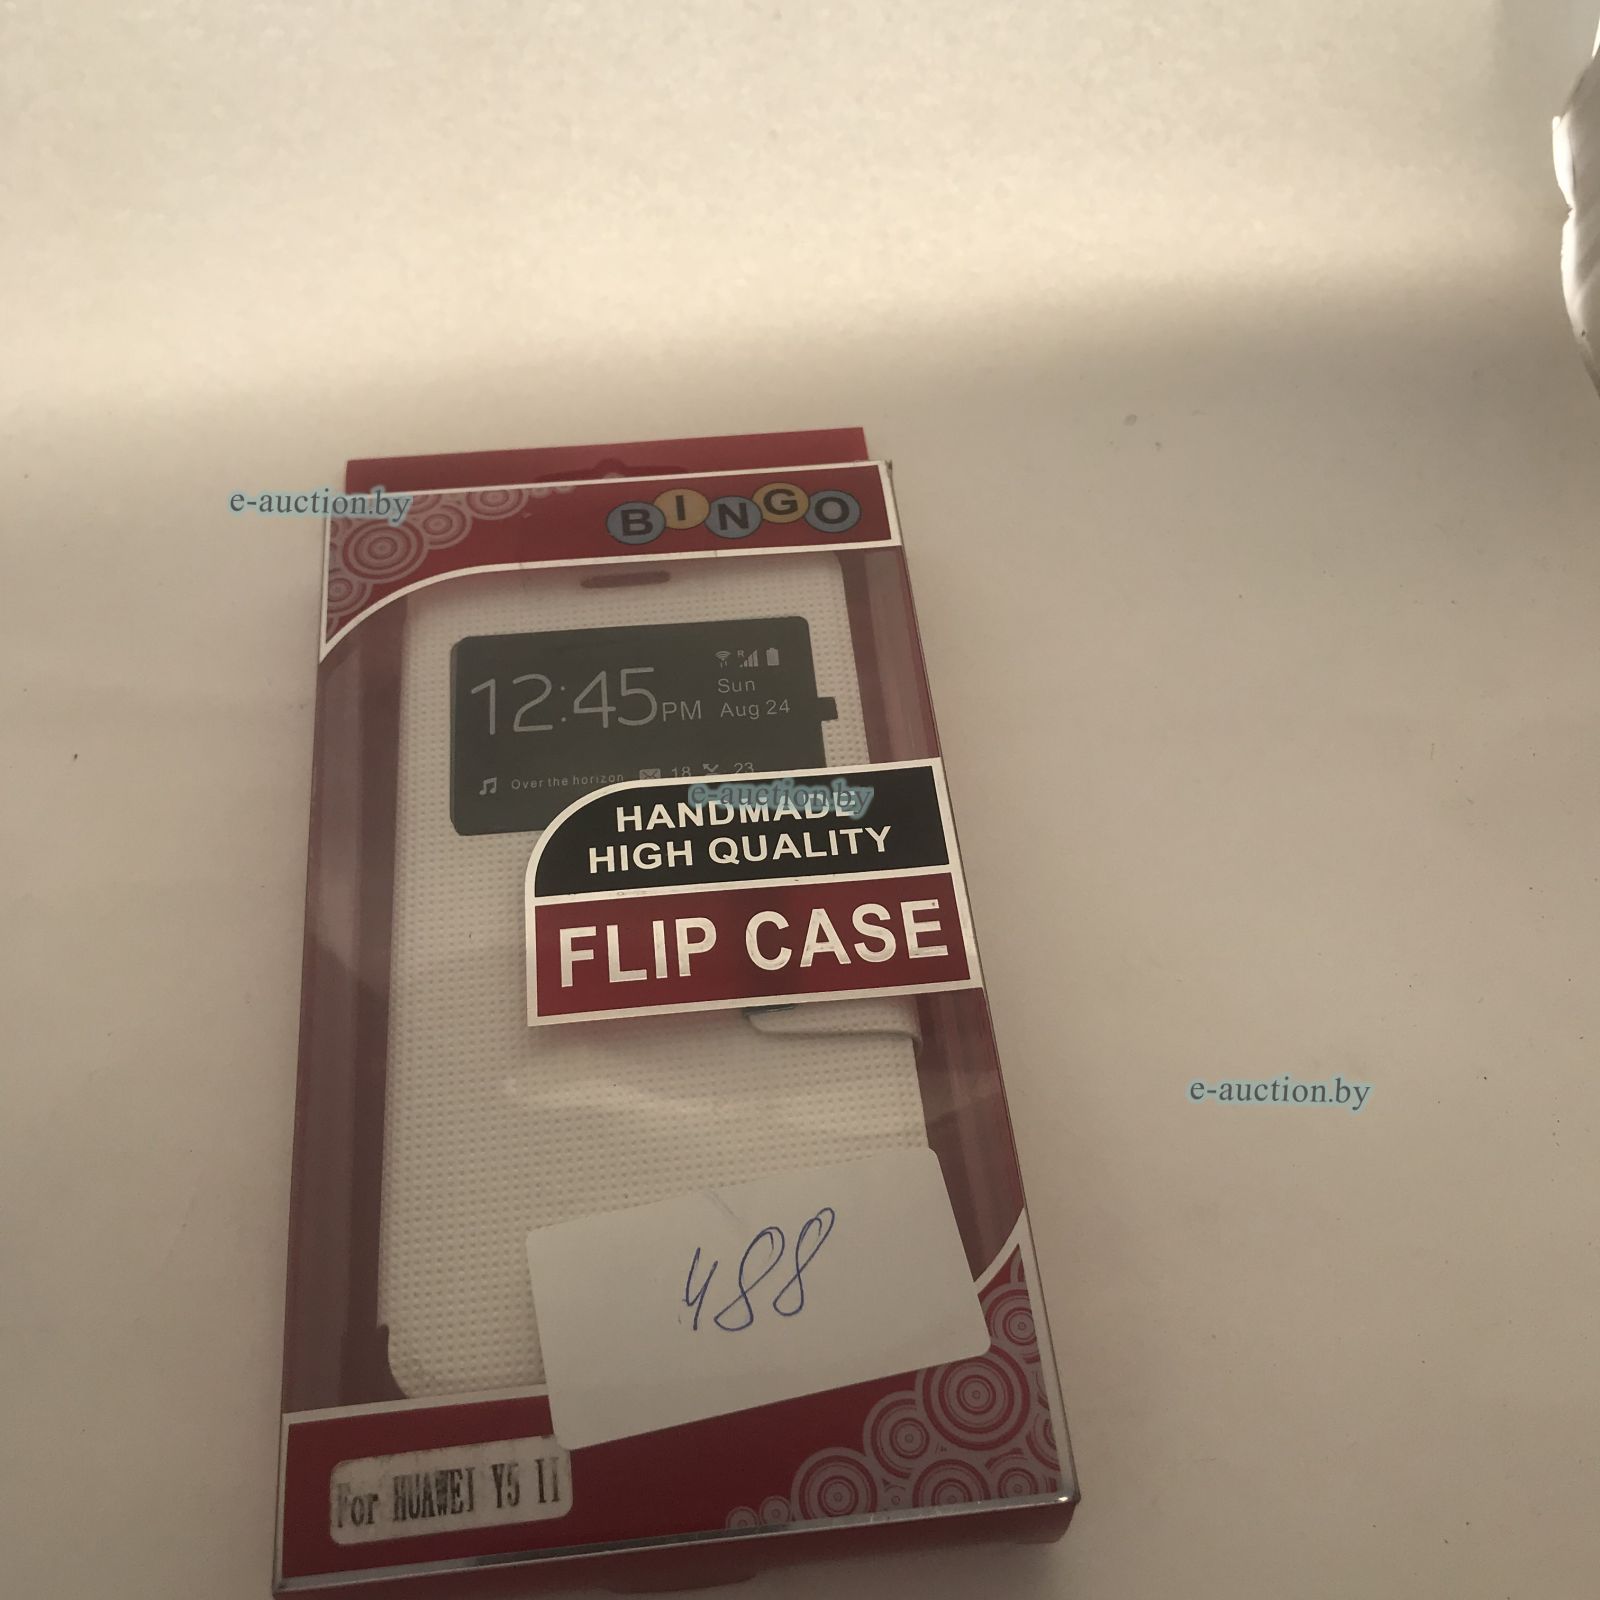 e-auction.by
BINGO
12:45PM
R
Sun
Aug 24
Over the horizon 18 23
e-auction.by
HANDMADE
HIGH QUALITY
FLIP CASE
e-auction.by
488
For HUAWEI Y5 II